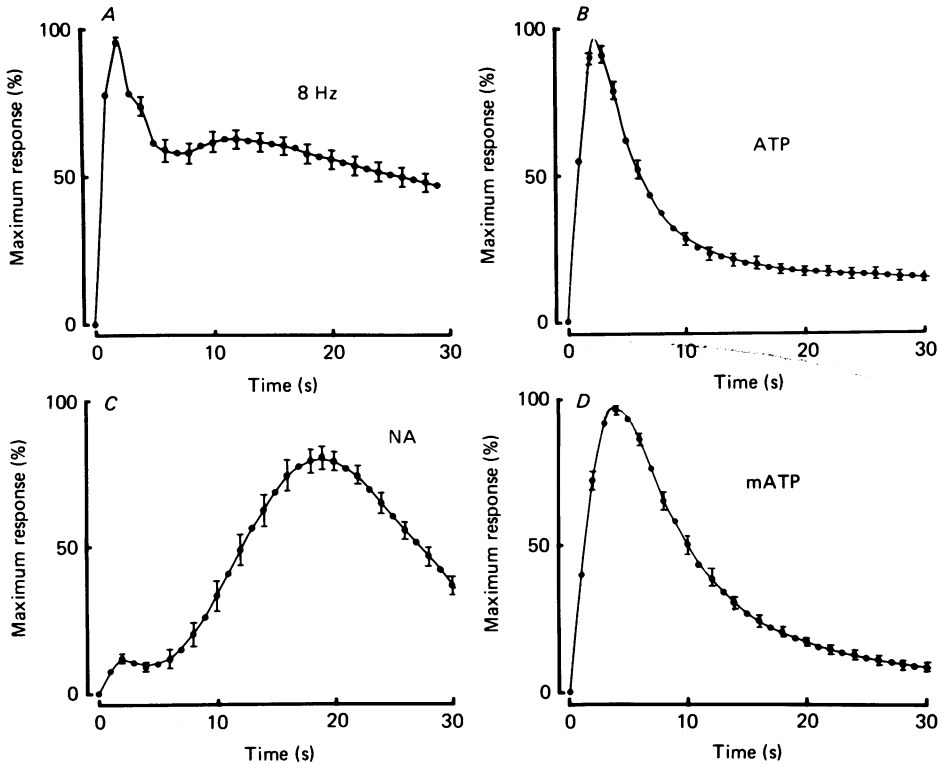 A
100
50
0
Maximum response (%)
8 Hz
0 10 20 30
Time (s)
B
100
50
0
Maximum response (%)
ATP
0 10 20 30
Time (s)
C
100
50
0
Maximum response (%)
NA
0 10 20 30
Time (s)
D
100
50
0
Maximum response (%)
mATP
0 10 20 30
Time (s)